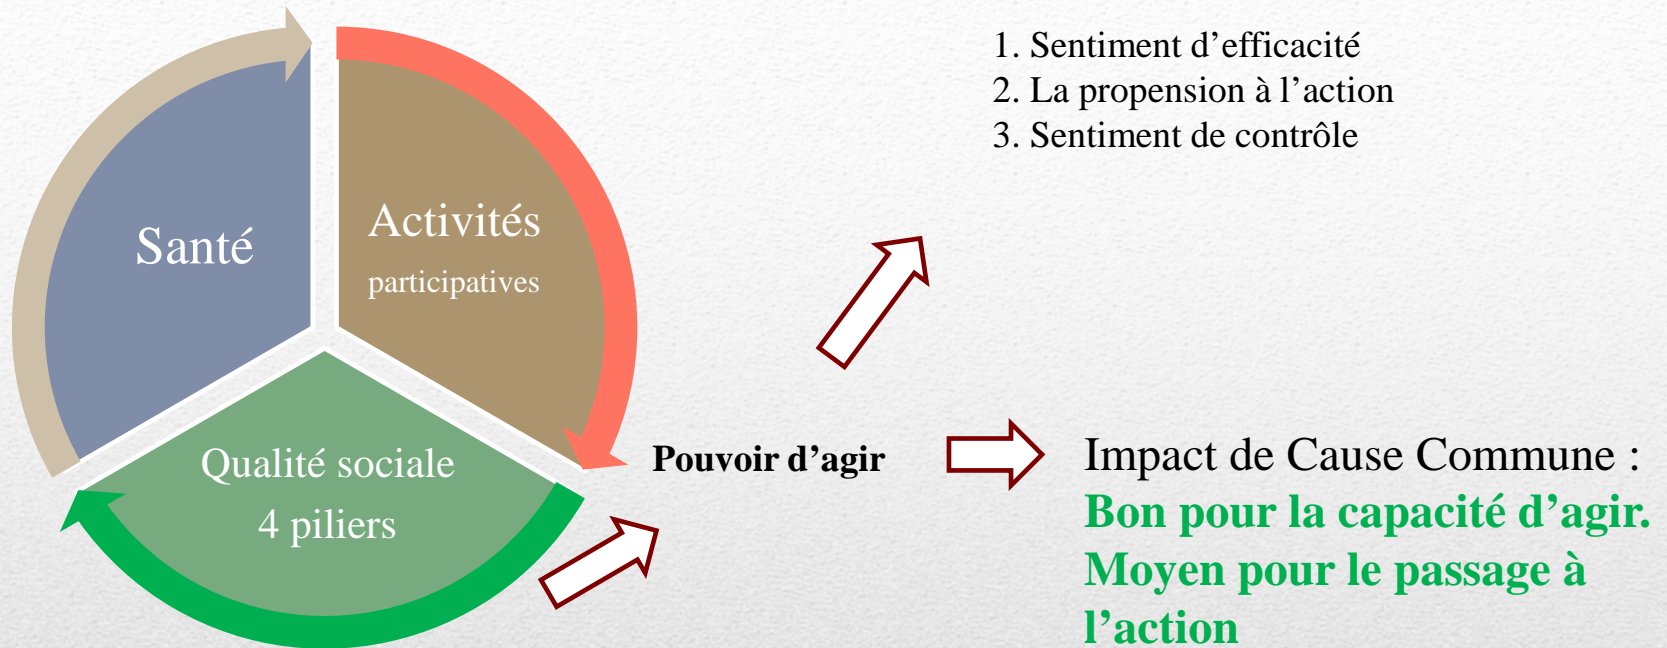 1. Sentiment d’efficacité
2. La propension à l’action
3. Sentiment de contrôle
Santé
Activités
participatives
Qualité sociale
4 piliers
Pouvoir d’agir
Impact de Cause Commune :
Bon pour la capacité d’agir.
Moyen pour le passage à
l’action